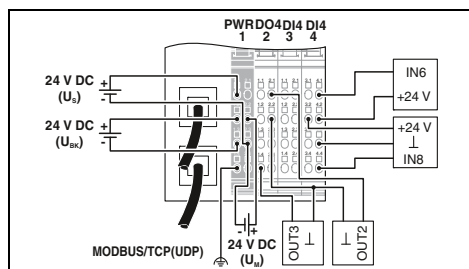 PWR DO4 DI4 DI4
1 2 3 4
24 V DC
(US)
+
-
24 V DC
(UBK)
+
-
IN6
+24 V
+24 V
⊥
IN8
MODBUS/TCP(UDP)
- +
24 V DC
(UM)
OUT3
⊥
⊥
OUT2